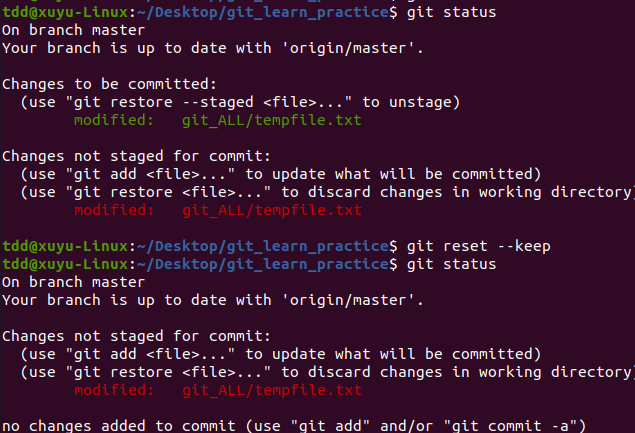 tdd@xuyu-Linux:~/Desktop/git_learn_practice$ git status
On branch master
Your branch is up to date with 'origin/master'.
Changes to be committed:
  (use "git restore --staged <file>..." to unstage)
        modified:   git_ALL/tempfile.txt
Changes not staged for commit:
  (use "git add <file>..." to update what will be committed)
  (use "git restore <file>..." to discard changes in working directory)
        modified:   git_ALL/tempfile.txt
tdd@xuyu-Linux:~/Desktop/git_learn_practice$ git reset --keep
tdd@xuyu-Linux:~/Desktop/git_learn_practice$ git status
On branch master
Your branch is up to date with 'origin/master'.
Changes not staged for commit:
  (use "git add <file>..." to update what will be committed)
  (use "git restore <file>..." to discard changes in working directory)
        modified:   git_ALL/tempfile.txt
no changes added to commit (use "git add" and/or "git commit -a")